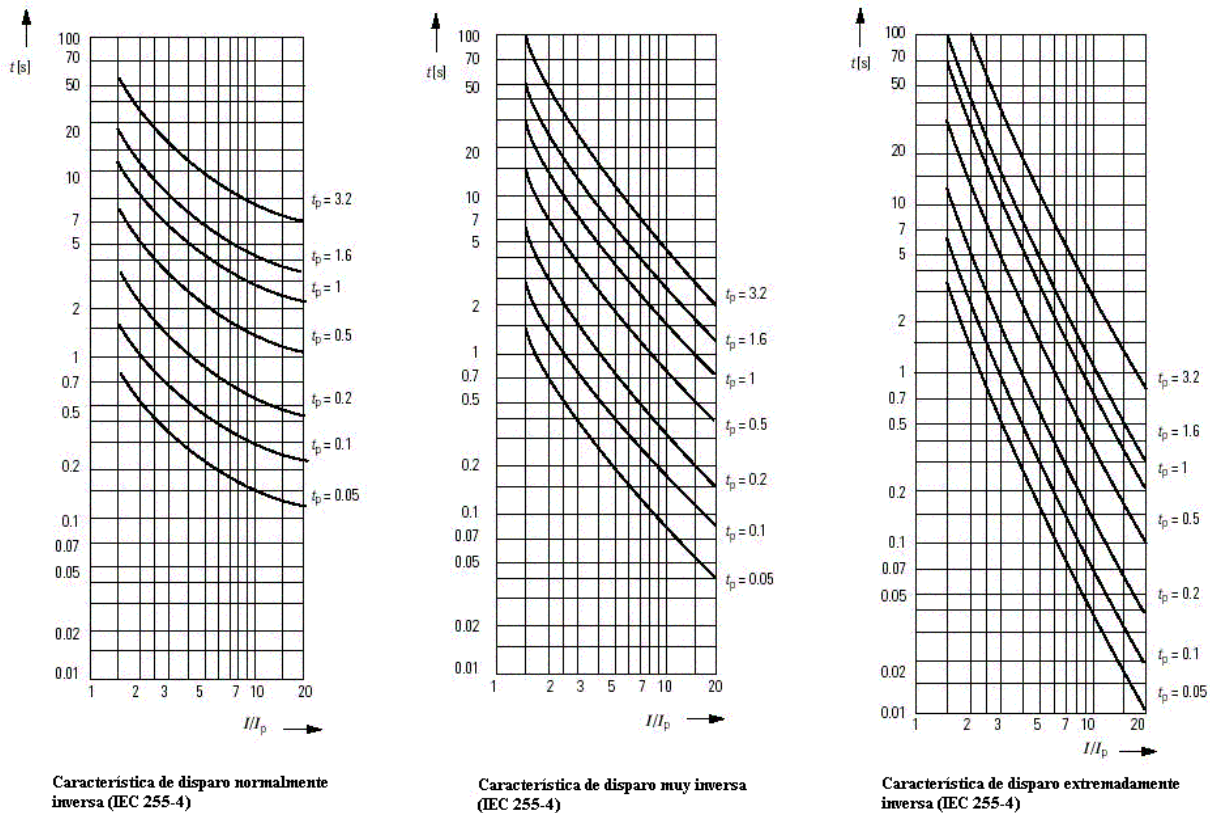 t [s]
100
70
50
20
10
7
5
2
1
0.7
0.5
0.2
0.1
0.07
0.05
0.02
0.01
1 2 3 5 7 10 20
I/Ip
tp = 3.2
tp = 1.6
tp = 1
tp = 0.5
tp = 0.2
tp = 0.1
tp = 0.05
Característica de disparo normalmente
inversa (IEC 255-4)
t [s]
100
70
50
20
10
7
5
2
1
0.7
0.5
0.2
0.1
0.07
0.05
0.02
0.01
1 2 3 5 7 10 20
I/Ip
tp = 3.2
tp = 1.6
tp = 1
tp = 0.5
tp = 0.2
tp = 0.1
tp = 0.05
Característica de disparo muy inversa
(IEC 255-4)
t [s]
100
70
50
20
10
7
5
2
1
0.7
0.5
0.2
0.1
0.07
0.05
0.02
0.01
1 2 3 5 7 10 20
I/Ip
tp = 3.2
tp = 1.6
tp = 1
tp = 0.5
tp = 0.2
tp = 0.1
tp = 0.05
Característica de disparo extremadamente
inversa (IEC 255-4)